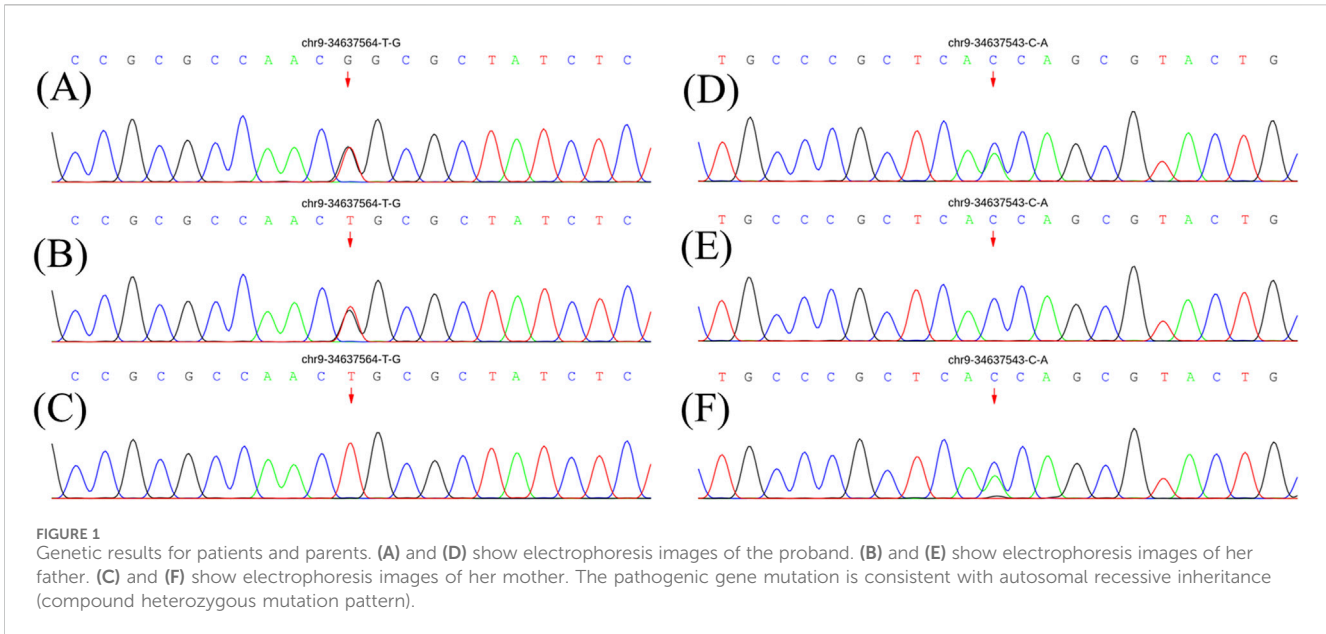 chr9-34637564-T-G
C C G C G C C A A C G G C G C T A T C T C
(A)
chr9-34637543-C-A
T G C C C G C T C A C C A G C G T A C T G
(D)
chr9-34637564-T-G
C C G C G C C A A C T G C G C T A T C T C
(B)
chr9-34637543-C-A
T G C C C G C T C A C C A G C G T A C T G
(E)
chr9-34637564-T-G
C C G C G C C A A C T G C G C T A T C T C
(C)
chr9-34637543-C-A
T G C C C G C T C A C C A G C G T A C T G
(F)
FIGURE 1
Genetic results for patients and parents. (A) and (D) show electrophoresis images of the proband. (B) and (E) show electrophoresis images of her
father. (C) and (F) show electrophoresis images of her mother. The pathogenic gene mutation is consistent with autosomal recessive inheritance
(compound heterozygous mutation pattern).